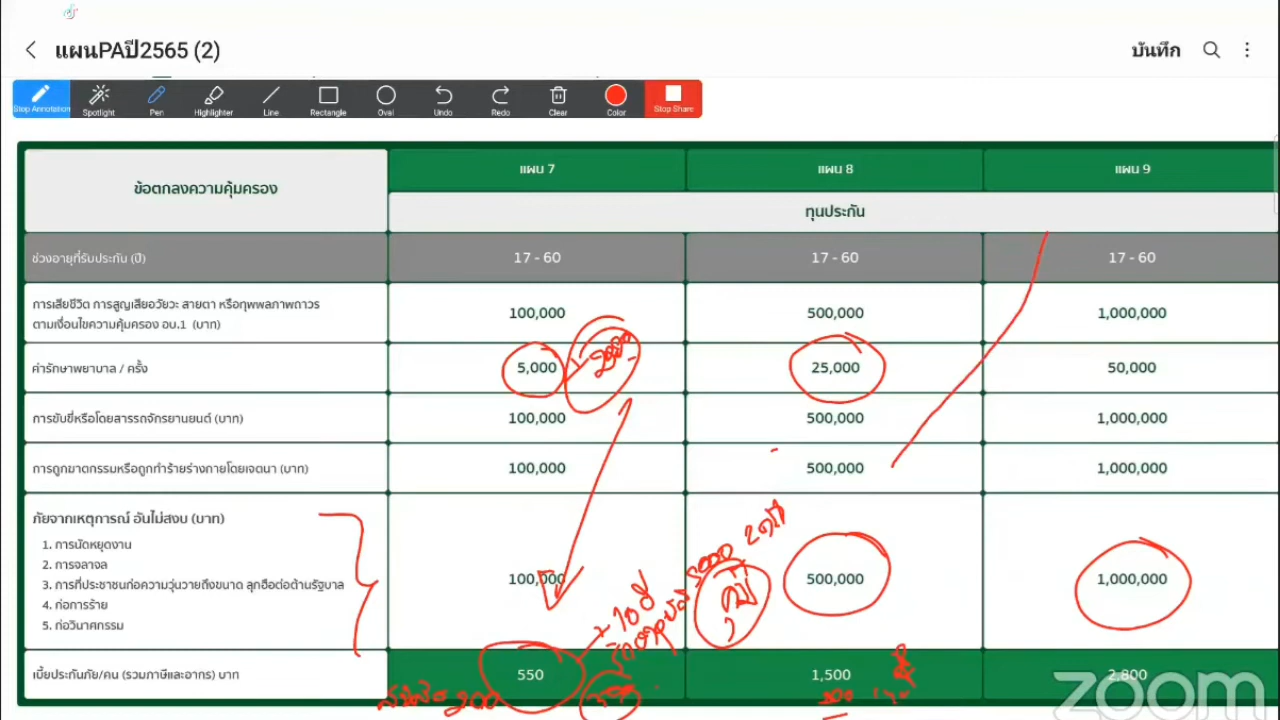 แผนPAปี2565 (2)
บันทึก
Stop Annotation
Spotlight
Pen
Highlighter
Line
Rectangle
Oval
Undo
Redo
Clear
Color
Stop Share
ข้อตกลงความคุ้มครอง
แผน 7
แผน 8
แผน 9
ทุนประกัน
ช่วงอายุที่รับประกัน (ปี)
17 - 60
17 - 60
17 - 60
การเสียชีวิต การสูญเสียอวัยวะ สายตา หรือทุพพลภาพถาวร
ตามเงื่อนไขความคุ้มครอง อบ.1 (บาท)
100,000
500,000
1,000,000
ค่ารักษาพยาบาล / ครั้ง
5,000
25,000
50,000
การขับขี่หรือโดยสารรถจักรยานยนต์ (บาท)
100,000
500,000
1,000,000
การถูกฆาตกรรมหรือถูกทำร้ายร่างกายโดยเจตนา (บาท)
100,000
500,000
1,000,000
ภัยจากเหตุการณ์ อันไม่สงบ (บาท)
1. การนัดหยุดงาน
2. การจลาจล
3. การที่ประชาชนก่อความวุ่นวายถึงขนาด ลุกฮือต่อต้านรัฐบาล
4. ก่อการร้าย
5. ก่อวินาศกรรม
100,000
500,000
1,000,000
เบี้ยประกันภัย/คน (รวมภาษีและอากร) บาท
550
1,500
2,800
zoom